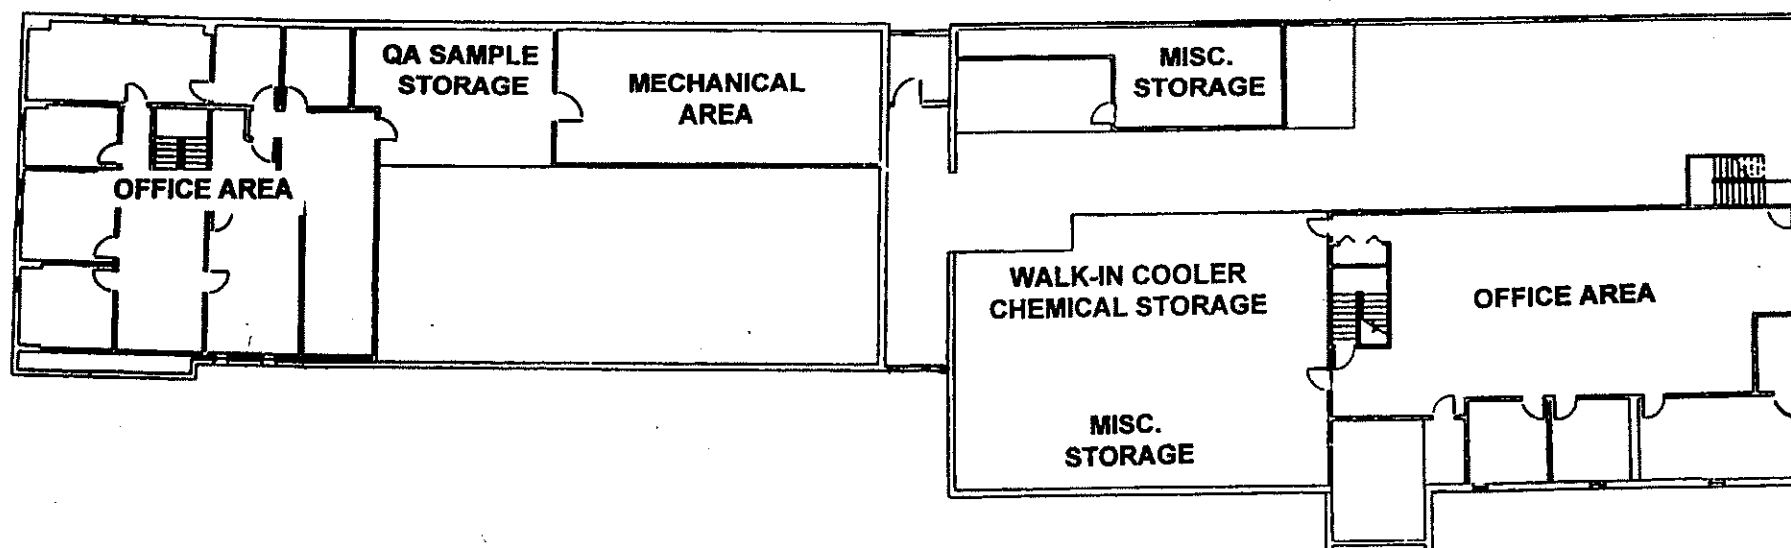 QA SAMPLE
STORAGE
MECHANICAL
AREA
MISC.
STORAGE
OFFICE AREA
WALK-IN COOLER
CHEMICAL STORAGE
OFFICE AREA
MISC.
STORAGE